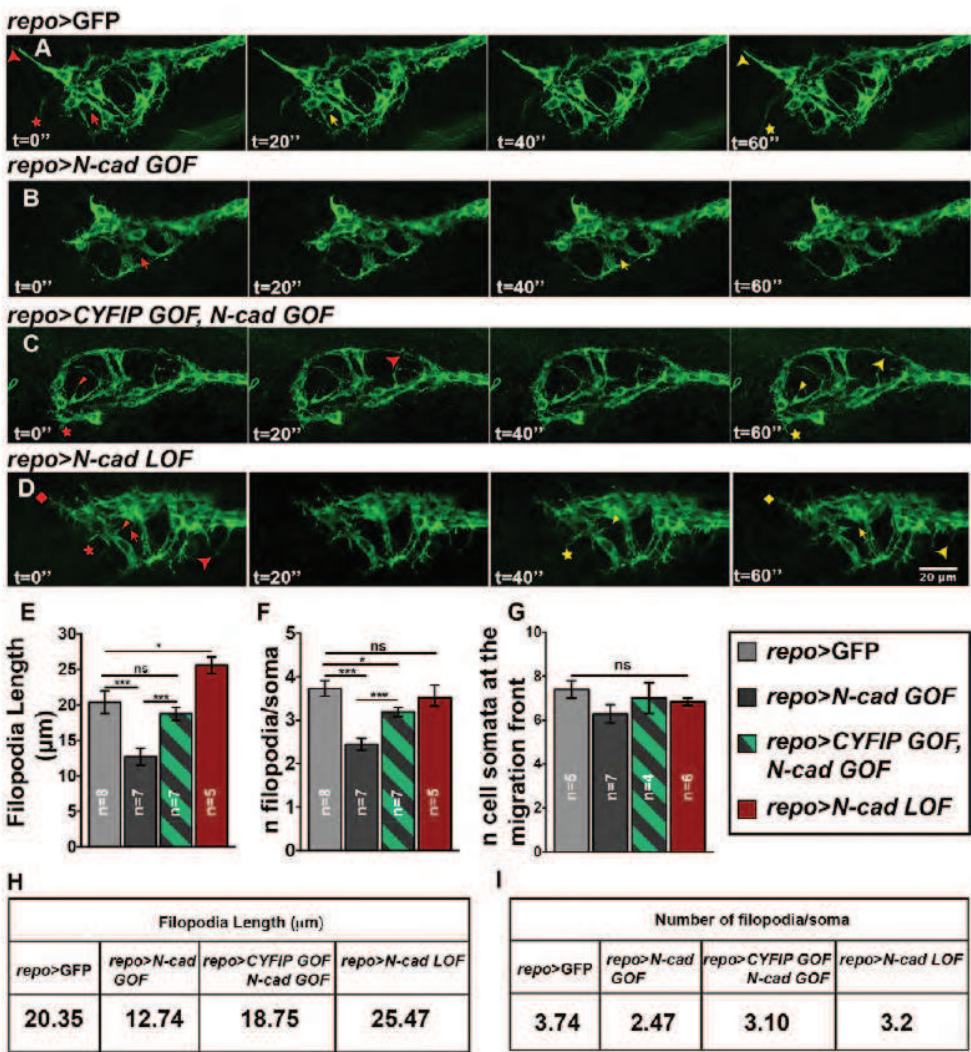 repo>GFP
A
t=0’’ t=20’’ t=40’’ t=60’’
repo>N-cad GOF
B
t=0’’ t=20’’ t=40’’ t=60’’
repo>CYFIP GOF, N-cad GOF
C
t=0’’ t=20’’ t=40’’ t=60’’
repo>N-cad LOF
D
t=0’’ t=20’’ t=40’’ t=60’’
20 µm
E
Filopodia Length
(µm)
30
25
20
15
10
5
0
*
ns
***
***
n=8 n=7 n=7 n=5
F
n filopodia/soma
5
4
3
2
1
0
ns
*
***
***
n=8 n=7 n=7 n=5
G
n cell somata at the
migration front
10
8
6
4
2
0
ns
n=5 n=7 n=4 n=6
repo>GFP
repo>N-cad GOF
repo>CYFIP GOF,
N-cad GOF
repo>N-cad LOF
H
Filopodia Length (µm)
repo>GFP
repo>N-cad
GOF
repo>CYFIP GOF
N-cad GOF
repo>N-cad LOF
20.35 12.74 18.75 25.47
I
Number of filopodia/soma
repo>GFP
repo>N-cad
GOF
repo>CYFIP GOF
N-cad GOF
repo>N-cad LOF
3.74 2.47 3.10 3.2